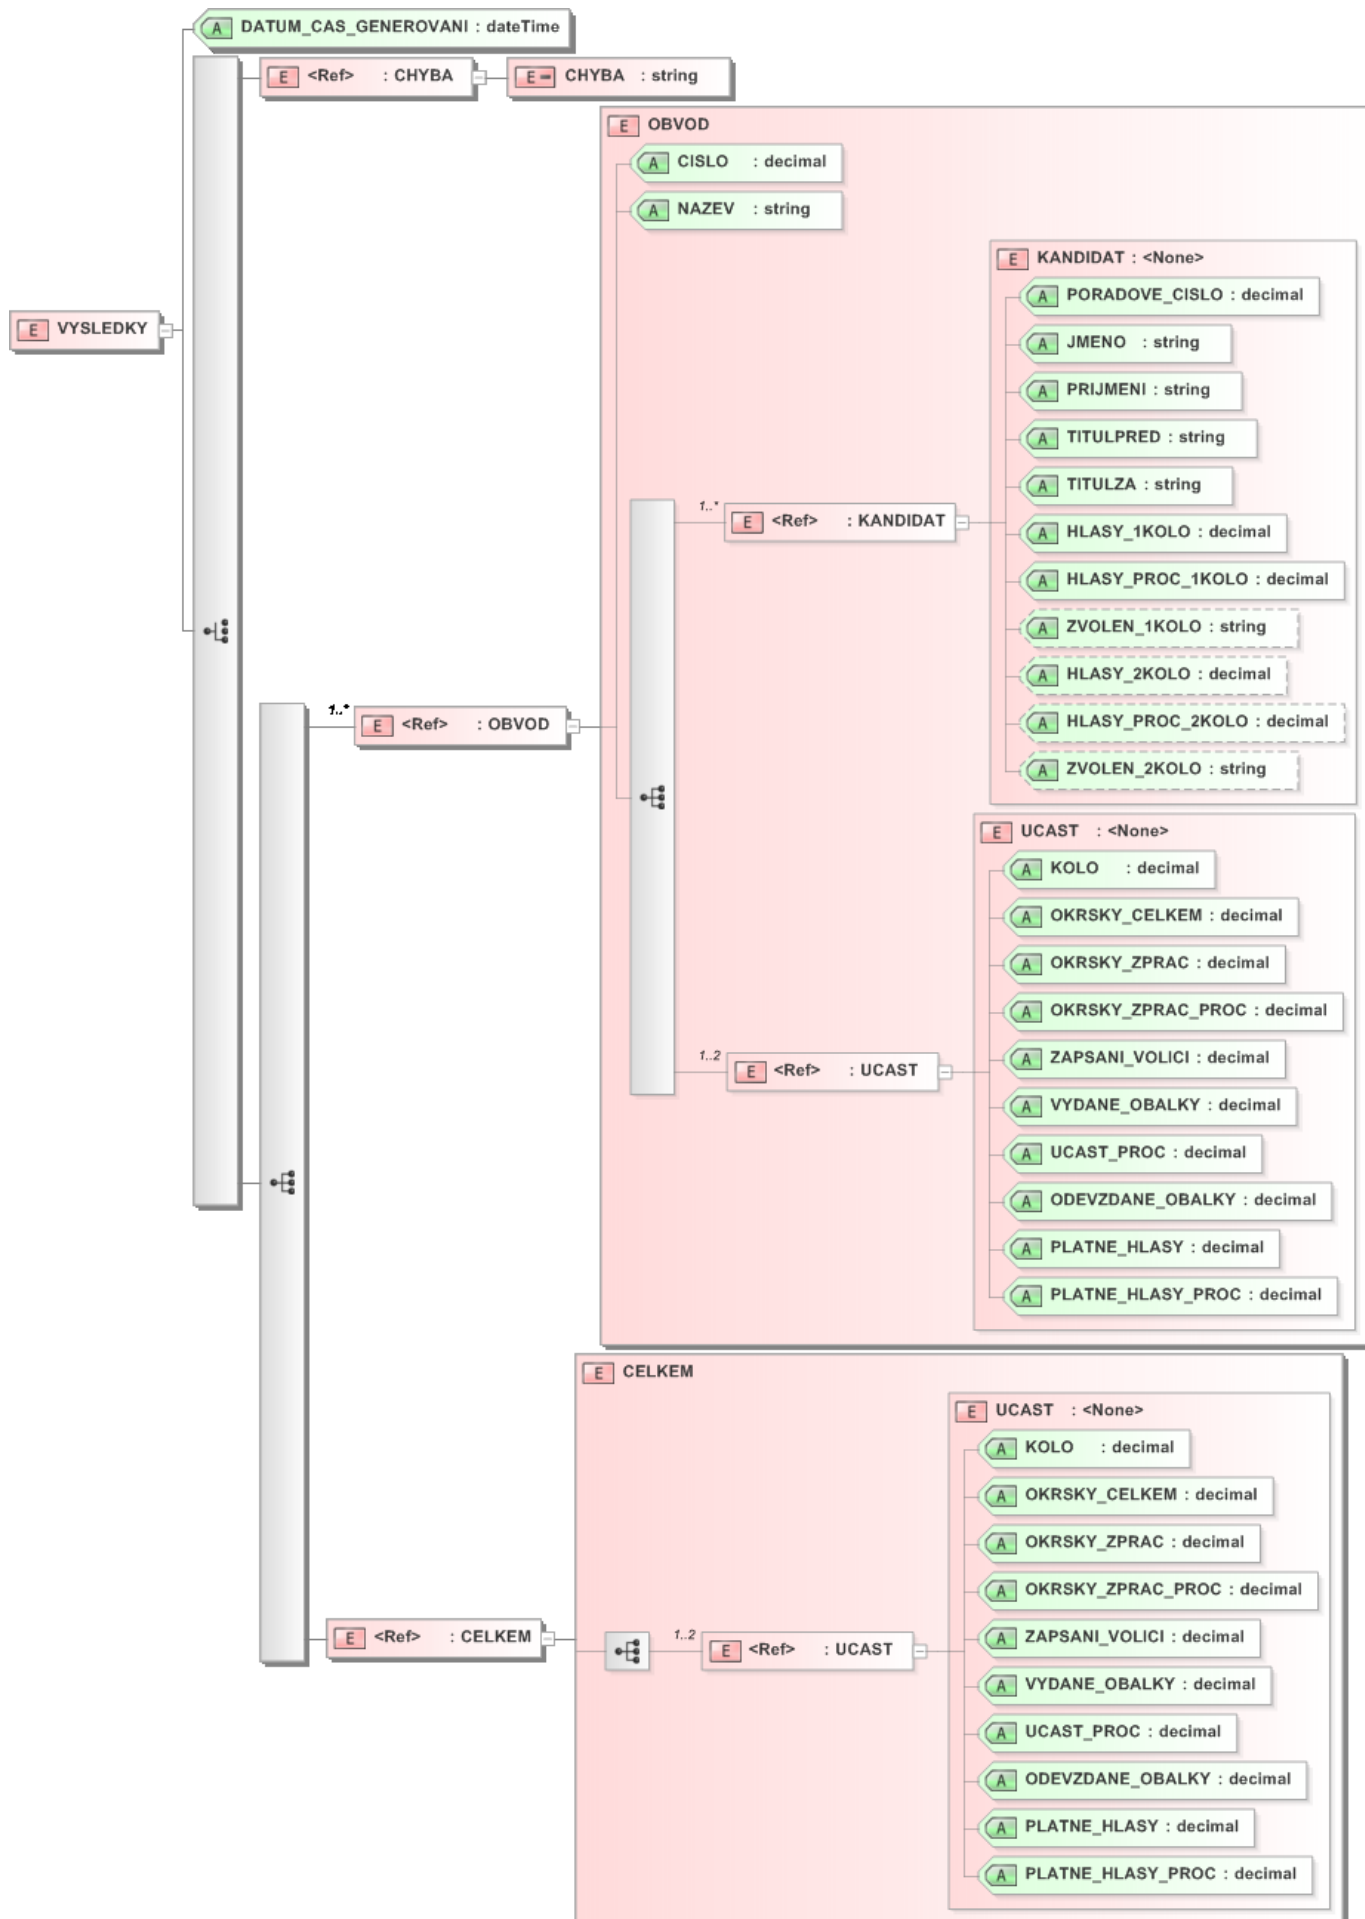 A DATUM_CAS_GENEROVANI : dateTime
E <Ref> : CHYBA
E CHYBA : string
E OBVOD
A CISLO : decimal
A NAZEV : string
E KANDIDAT : <None>
A PORADOVE_CISLO : decimal
E VYSLEDKY
A JMENO : string
A PRIJMENI : string
A TITULPRED : string
A TITULZA : string
1..*
E <Ref> : KANDIDAT
A HLASY_1KOLO : decimal
A HLASY_PROC_1KOLO : decimal
A ZVOLEN_1KOLO : string
A HLASY_2KOLO : decimal
1..*
E <Ref> : OBVOD
A HLASY_PROC_2KOLO : decimal
A ZVOLEN_2KOLO : string
E UCAST : <None>
A KOLO : decimal
A OKRSKY_CELKEM : decimal
A OKRSKY_ZPRAC : decimal
A OKRSKY_ZPRAC_PROC : decimal
1..2
E <Ref> : UCAST
A ZAPSANI_VOLICI : decimal
A VYDANE_OBALKY : decimal
A UCAST_PROC : decimal
A ODEVZDANE_OBALKY : decimal
A PLATNE_HLASY : decimal
A PLATNE_HLASY_PROC : decimal
E CELKEM
E UCAST : <None>
A KOLO : decimal
A OKRSKY_CELKEM : decimal
A OKRSKY_ZPRAC : decimal
A OKRSKY_ZPRAC_PROC : decimal
E <Ref> : CELKEM
1..2
E <Ref> : UCAST
A ZAPSANI_VOLICI : decimal
A VYDANE_OBALKY : decimal
A UCAST_PROC : decimal
A ODEVZDANE_OBALKY : decimal
A PLATNE_HLASY : decimal
A PLATNE_HLASY_PROC : decimal